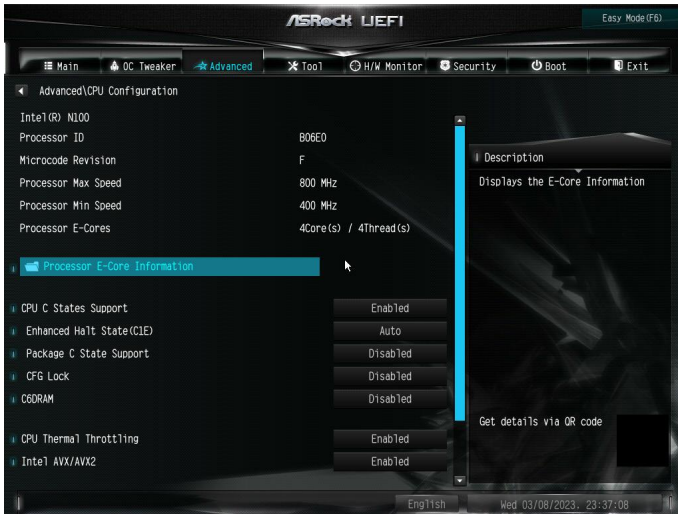 ASRock UEFI
Easy Mode(F6)
Main OC Tweaker Advanced Tool H/W Monitor Security Boot Exit
Advanced\CPU Configuration
Intel(R) N100
Processor ID B06E0
Microcode Revision F
Processor Max Speed 800 MHz
Processor Min Speed 400 MHz
Processor E-Cores 4Core(s) / 4Thread(s)
Processor E-Core Information
CPU C States Support Enabled
Enhanced Halt State(C1E) Auto
Package C State Support Disabled
CFG Lock Disabled
C6DRAM Disabled
CPU Thermal Throttling Enabled
Intel AVX/AVX2 Enabled
Description
Displays the E-Core Information
Get details via QR code
English
Wed 03/08/2023. 23:37:08